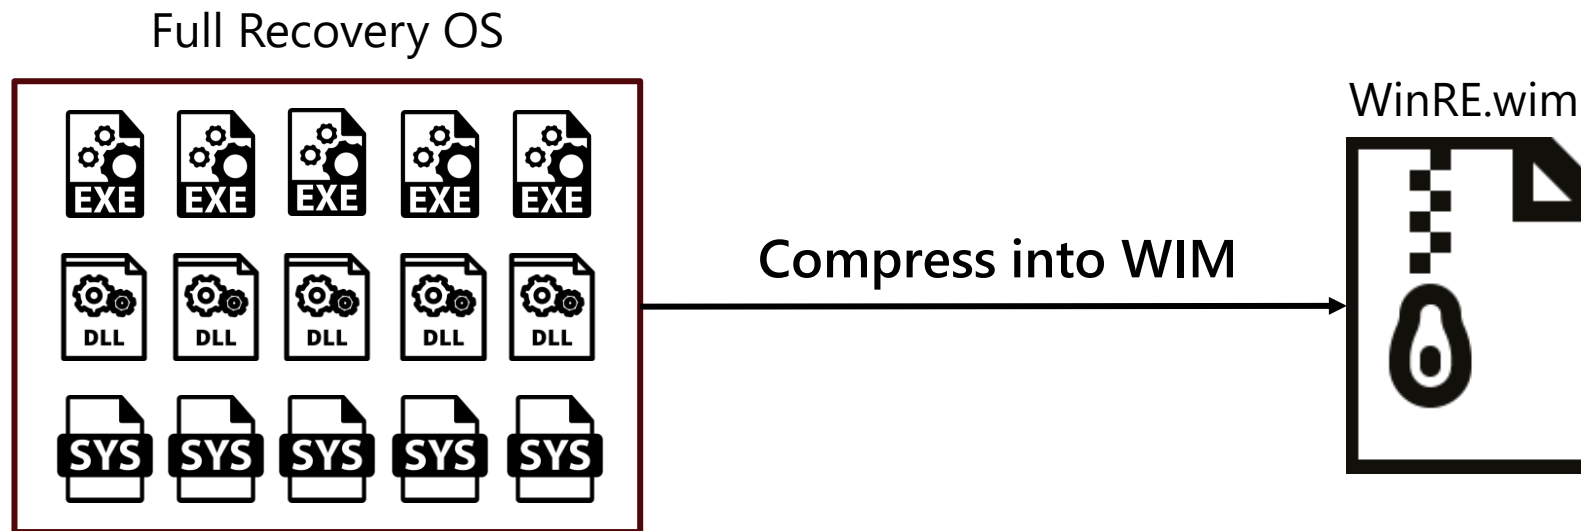 Full Recovery OS
WinRE.wim
EXE EXE EXE EXE EXE
Compress into WIM
DLL DLL DLL DLL DLL
SYS SYS SYS SYS SYS